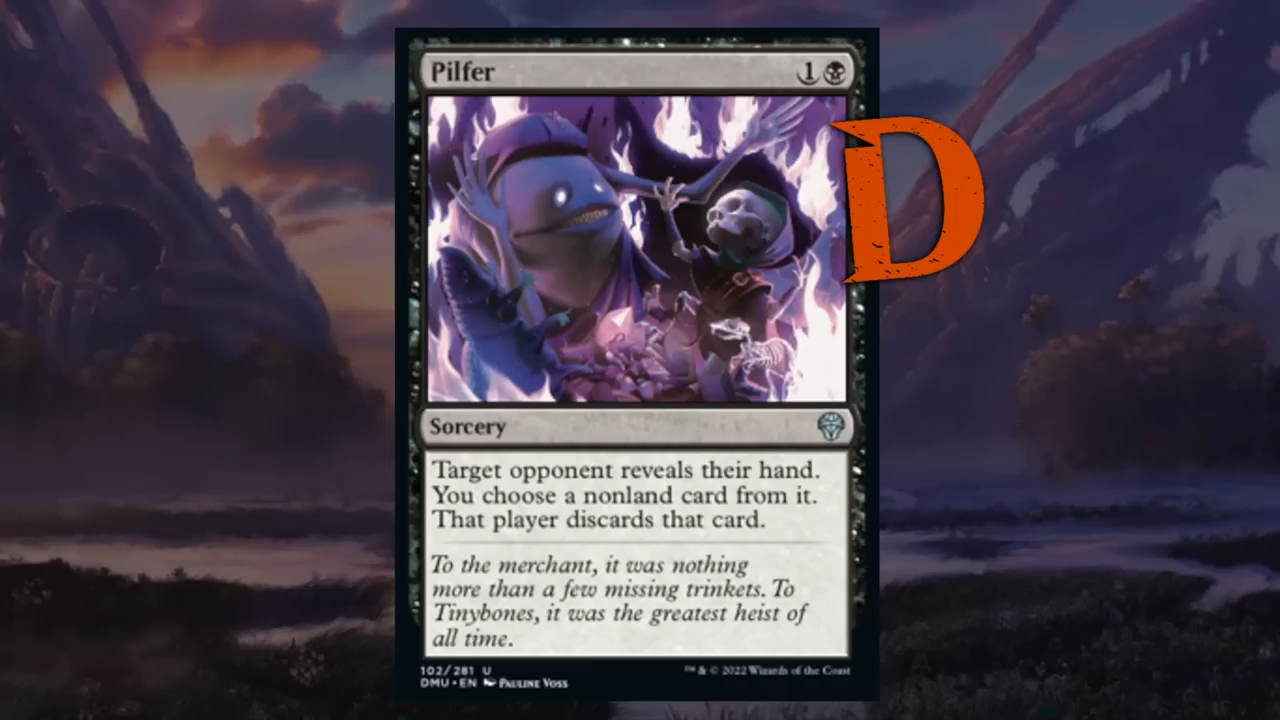 Pilfer 1
D
Sorcery
Target opponent reveals their hand.
You choose a nonland card from it.
That player discards that card.
To the merchant, it was nothing
more than a few missing trinkets. To
Tinybones, it was the greatest heist of
all time.
102/281 U
DMU • EN Pauline Voss
™ & © 2022 Wizards of the Coast